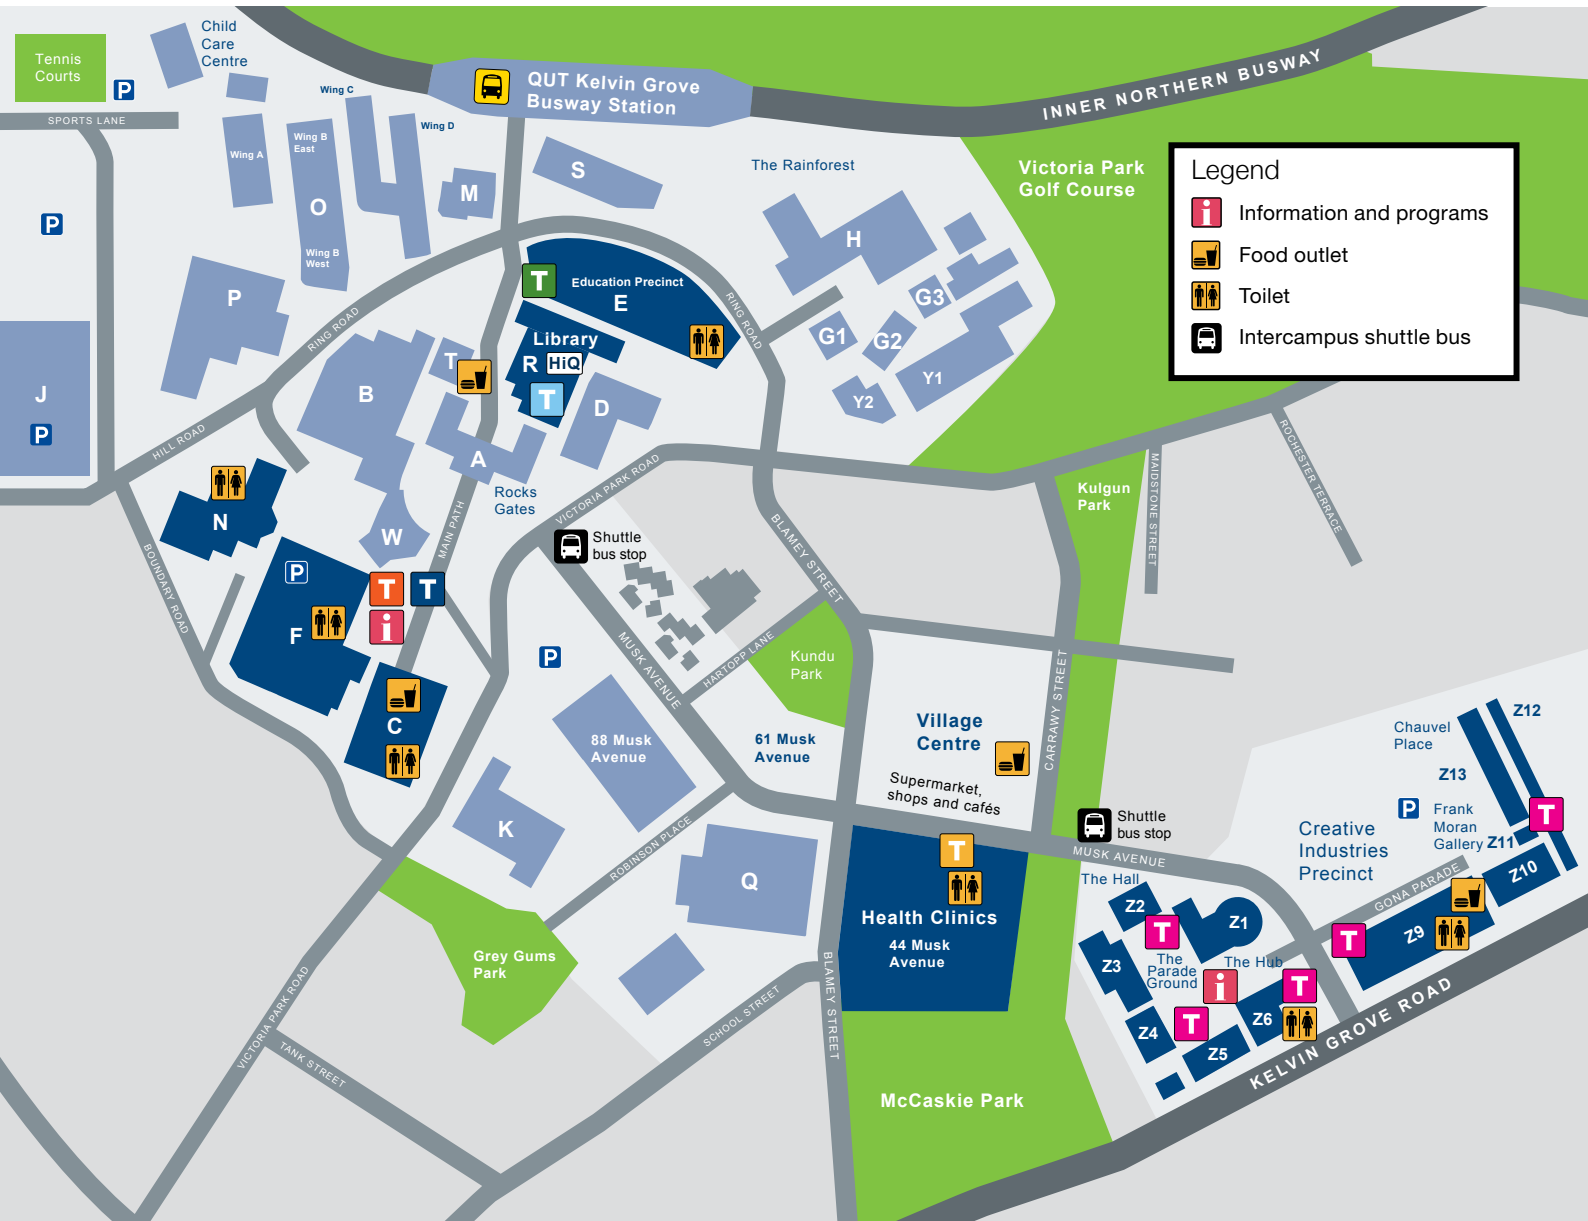 Child
Care
Centre
Tennis
Courts
P
SPORTS LANE
Wing C
Wing D
Wing A
Wing B
East
O
Wing B
West
M
S
QUT Kelvin Grove
Busway Station
INNER NORTHERN BUSWAY
The Rainforest
Victoria Park
Golf Course
Legend
i Information and programs
Food outlet
Toilet
Intercampus shuttle bus
P
P
H
G1
G2
G3
Y1
Y2
T
Education Precinct
E
RING ROAD
RING ROAD
Library
R HiQ
T
T
B
D
A
J
P
HILL ROAD
Rocks
Gates
VICTORIA PARK ROAD
N
W
MAIN PATH
BOUNDARY ROAD
P
F
T
T
i
C
Shuttle
bus stop
BLAMEY STREET
MUSK AVENUE
HARTOPP LANE
Kundu
Park
Kulgun
Park
MAIDSTONE STREET
ROCHESTER TERRACE
P
88 Musk
Avenue
61 Musk
Avenue
Village
Centre
Supermarket,
shops and cafés
CARRAWY STREET
K
ROBINSON PLACE
Q
Shuttle
bus stop
MUSK AVENUE
T
Health Clinics
44 Musk
Avenue
Grey Gums
Park
VICTORIA PARK ROAD
TANK STREET
SCHOOL STREET
BLAMEY STREET
McCaskie Park
Chauvel
Place
Z12
Z13
P
Frank
Moran
Gallery
Z11
T
Creative
Industries
Precinct
Z10
GONA PARADE
Z9
T
The Hall
Z2
T
Z1
Z3
The
Parade
Ground
The Hub
i
T
Z6
Z4
T
Z5
KELVIN GROVE ROAD